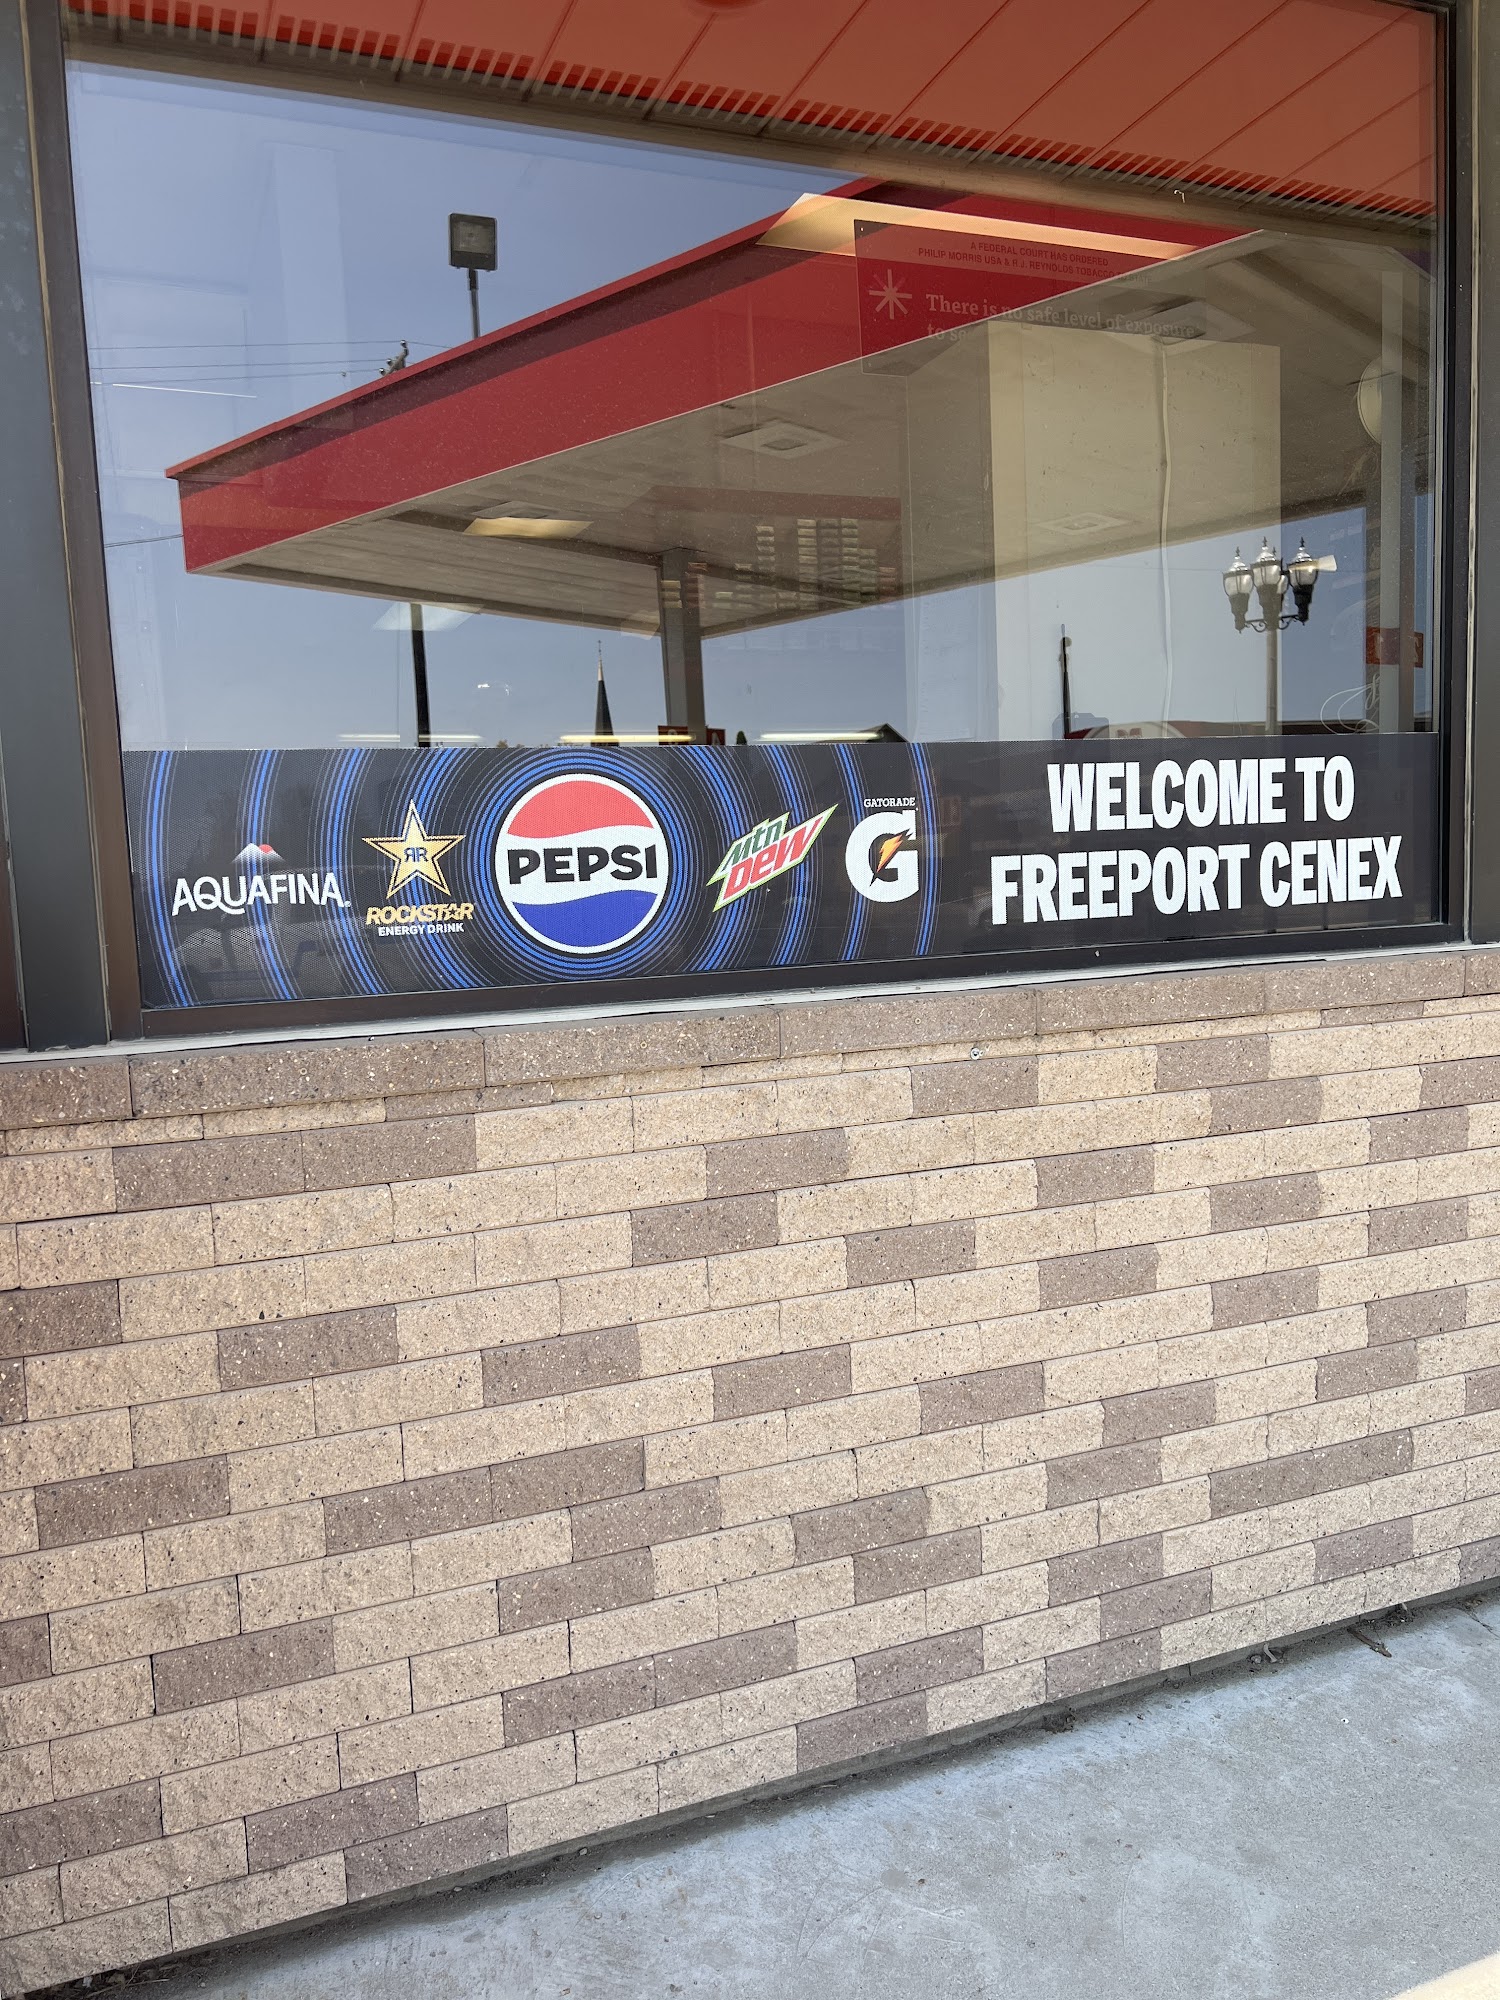 A FEDERAL COURT HAS ORDERED
PHILIP MORRIS USA & R.J. REYNOLDS TOBACCO
There is no safe level of exposure
to
AQUAFINA
R
ROCKSTAR
ENERGY DRINK
PEPSI
Mtn
DEW
GATORADE
G
WELCOME TO
FREEPORT CENEX